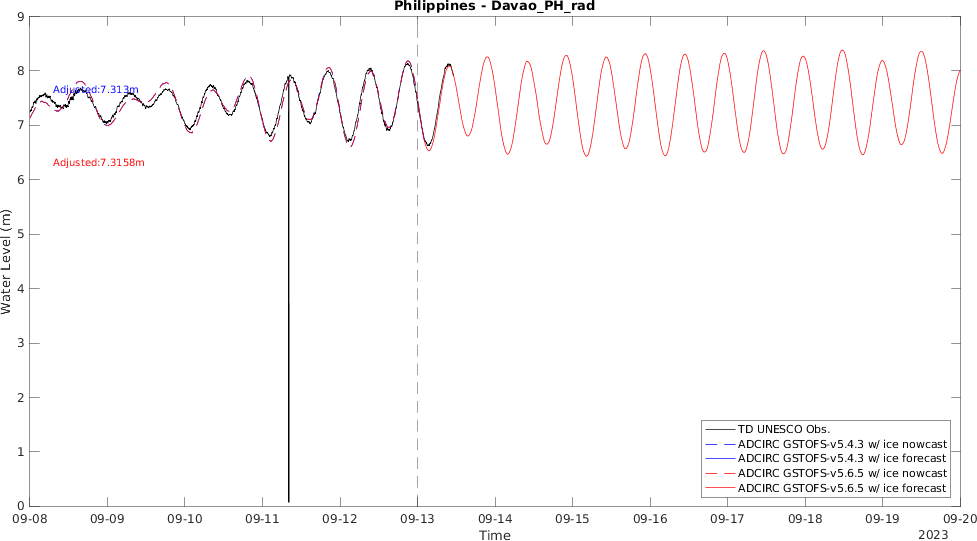 Philippines - Davao_PH_rad
9
8
7
6
5
4
3
2
1
0
Water Level (m)
Adjusted:7.313m
Adjusted:7.3158m
TD UNESCO Obs.
ADCIRC GSTOFS-v5.4.3 w/ ice nowcast
ADCIRC GSTOFS-v5.4.3 w/ ice forecast
ADCIRC GSTOFS-v5.6.5 w/ ice nowcast
ADCIRC GSTOFS-v5.6.5 w/ ice forecast
09-08 09-09 09-10 09-11 09-12 09-13 09-14 09-15 09-16 09-17 09-18 09-19 09-20
Time
2023